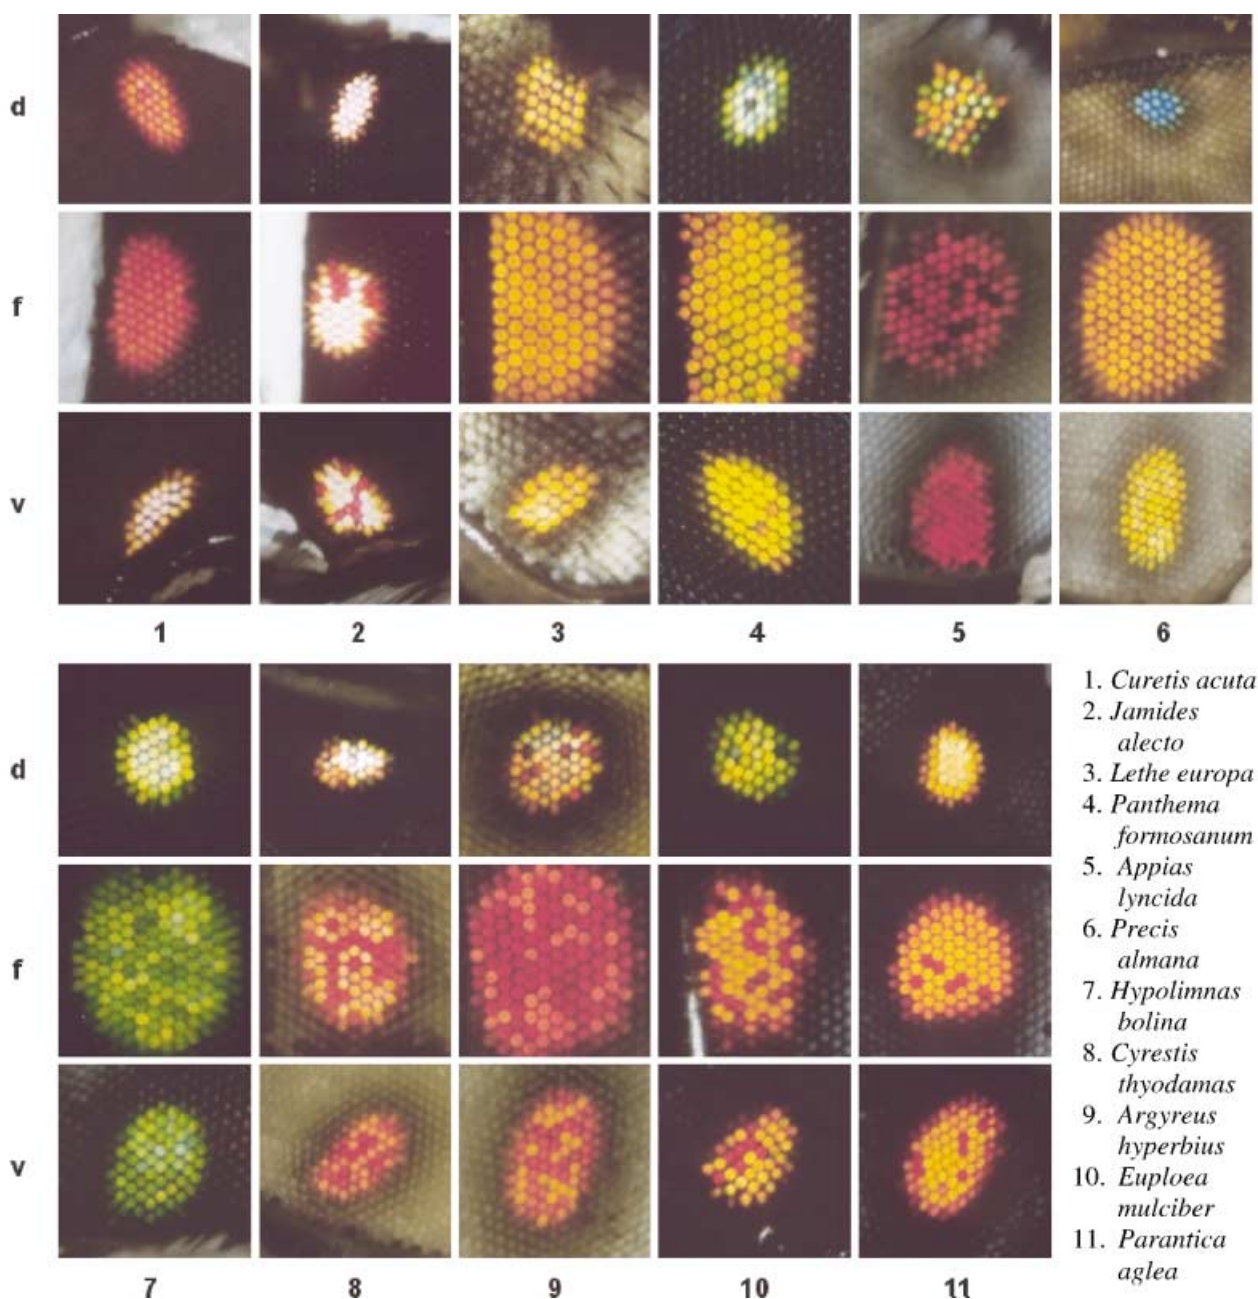 d
f
v
1 2 3 4 5 6
d
f
v
7 8 9 10 11
1. Curetis acuta
2. Jamides
alecto
3. Lethe europa
4. Panthema
formosanum
5. Appias
lyncida
6. Precis
almana
7. Hypolimnas
bolina
8. Cyrestis
thyodamas
9. Argyreus
hyperbius
10. Euploea
mulciber
11. Parantica
aglea